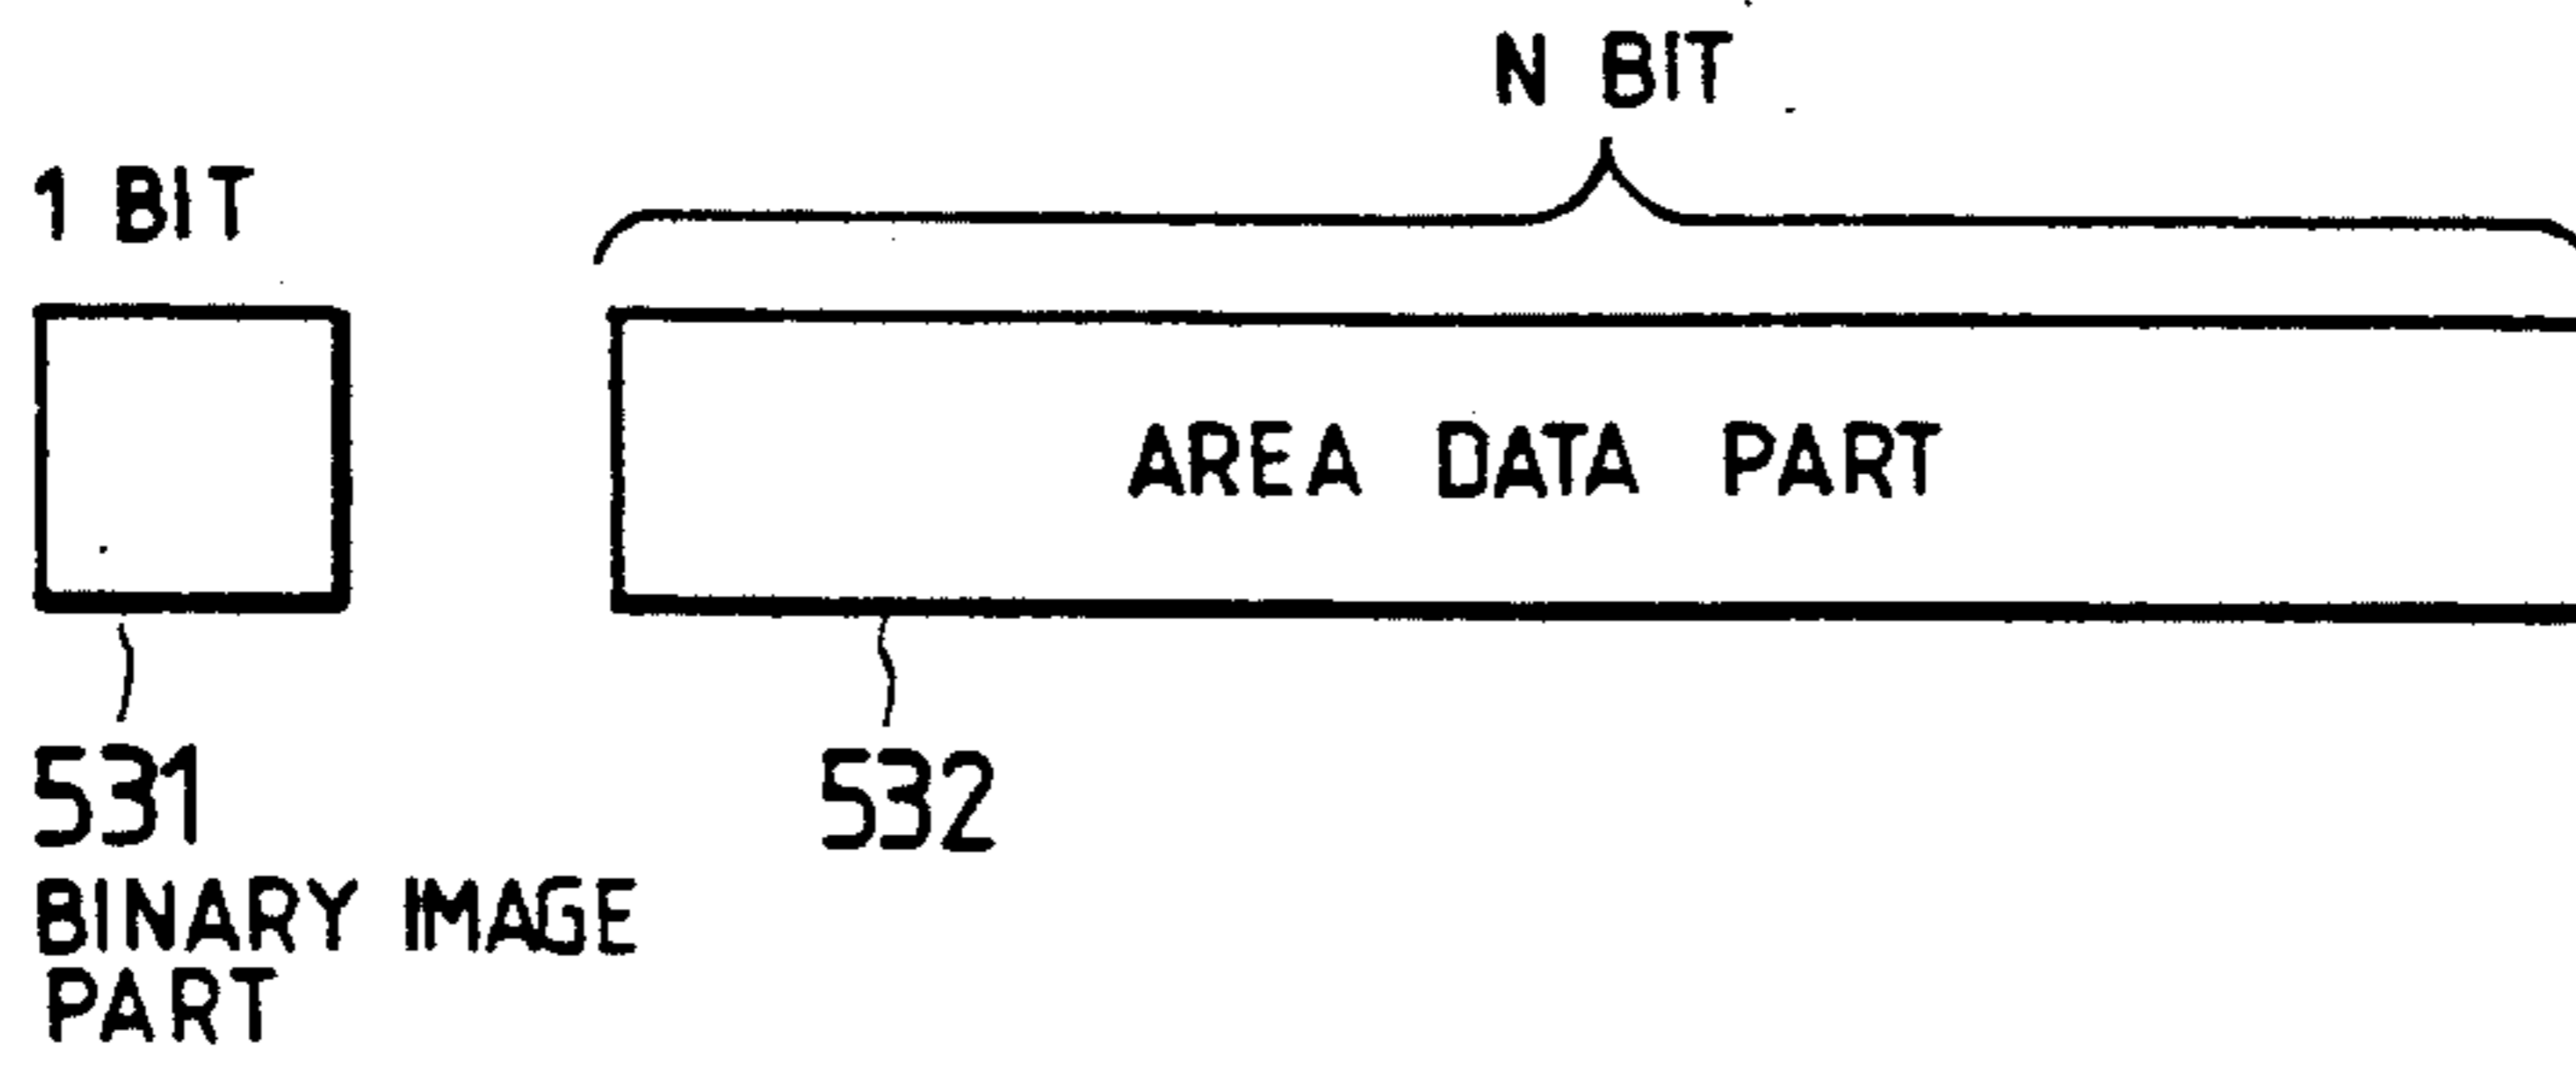 N BIT
1 BIT
AREA DATA PART
531
532
BINARY IMAGE
PART